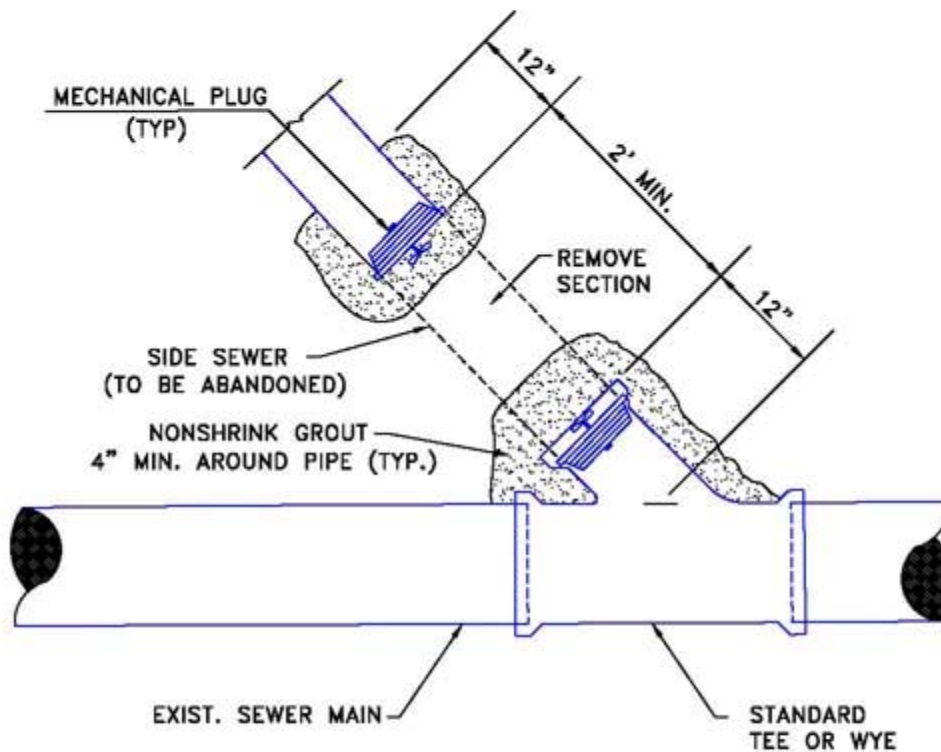 12"
MECHANICAL PLUG
(TYP)
2' MIN.
REMOVE
SECTION
12"
SIDE SEWER
(TO BE ABANDONED)
NONSHRINK GROUT
4" MIN. AROUND PIPE (TYP.)
EXIST. SEWER MAIN
STANDARD
TEE OR WYE